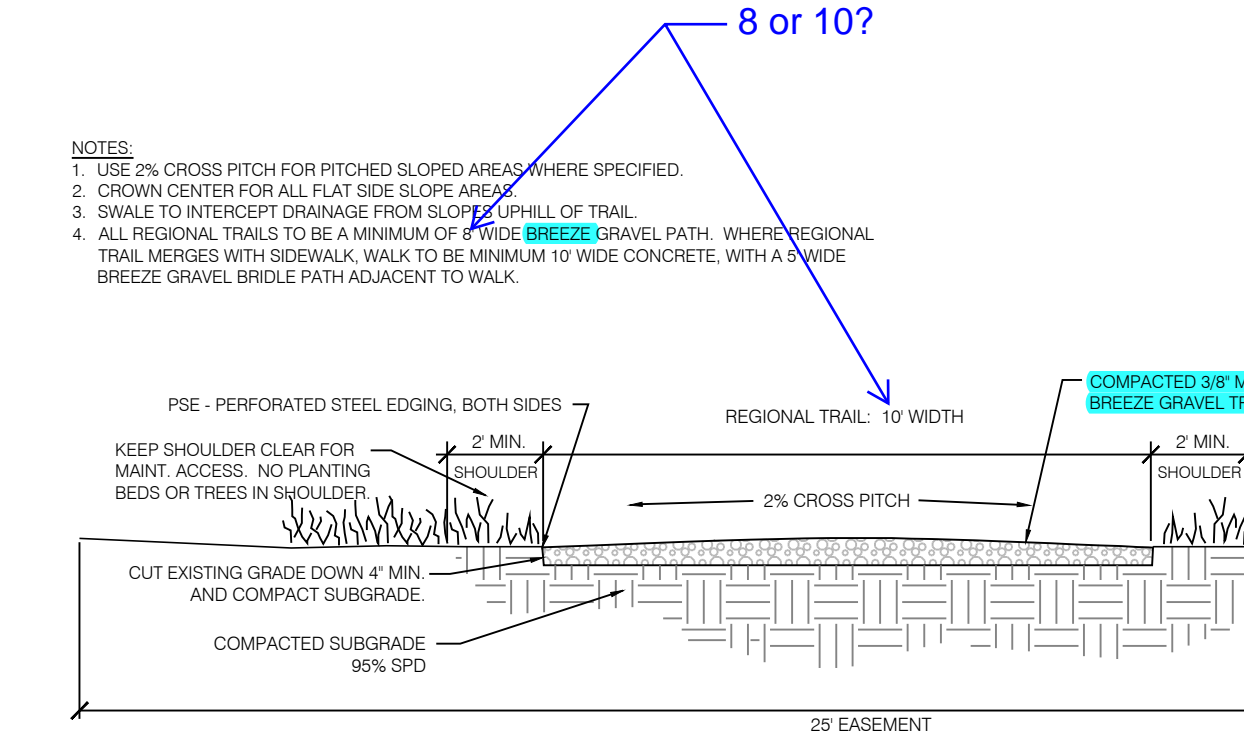 8 or 10?
NOTES:
1. USE 2% CROSS PITCH FOR PITCHED SLOPED AREAS WHERE SPECIFIED.
2. CROWN CENTER FOR ALL FLAT SIDE SLOPE AREAS.
3. SWALE TO INTERCEPT DRAINAGE FROM SLOPES UPHILL OF TRAIL.
4. ALL REGIONAL TRAILS TO BE A MINIMUM OF 8' WIDE BREEZE GRAVEL PATH. WHERE REGIONAL
TRAIL MERGES WITH SIDEWALK, WALK TO BE MINIMUM 10' WIDE CONCRETE, WITH A 5' WIDE
BREEZE GRAVEL BRIDLE PATH ADJACENT TO WALK.
COMPACTED 3/8" M
BREEZE GRAVEL TR
PSE - PERFORATED STEEL EDGING, BOTH SIDES
REGIONAL TRAIL: 10' WIDTH
KEEP SHOULDER CLEAR FOR
MAINT. ACCESS. NO PLANTING
BEDS OR TREES IN SHOULDER.
2' MIN.
SHOULDER
2' MIN.
SHOULDER
2% CROSS PITCH
CUT EXISTING GRADE DOWN 4" MIN.
AND COMPACT SUBGRADE.
COMPACTED SUBGRADE
95% SPD
25' EASEMENT